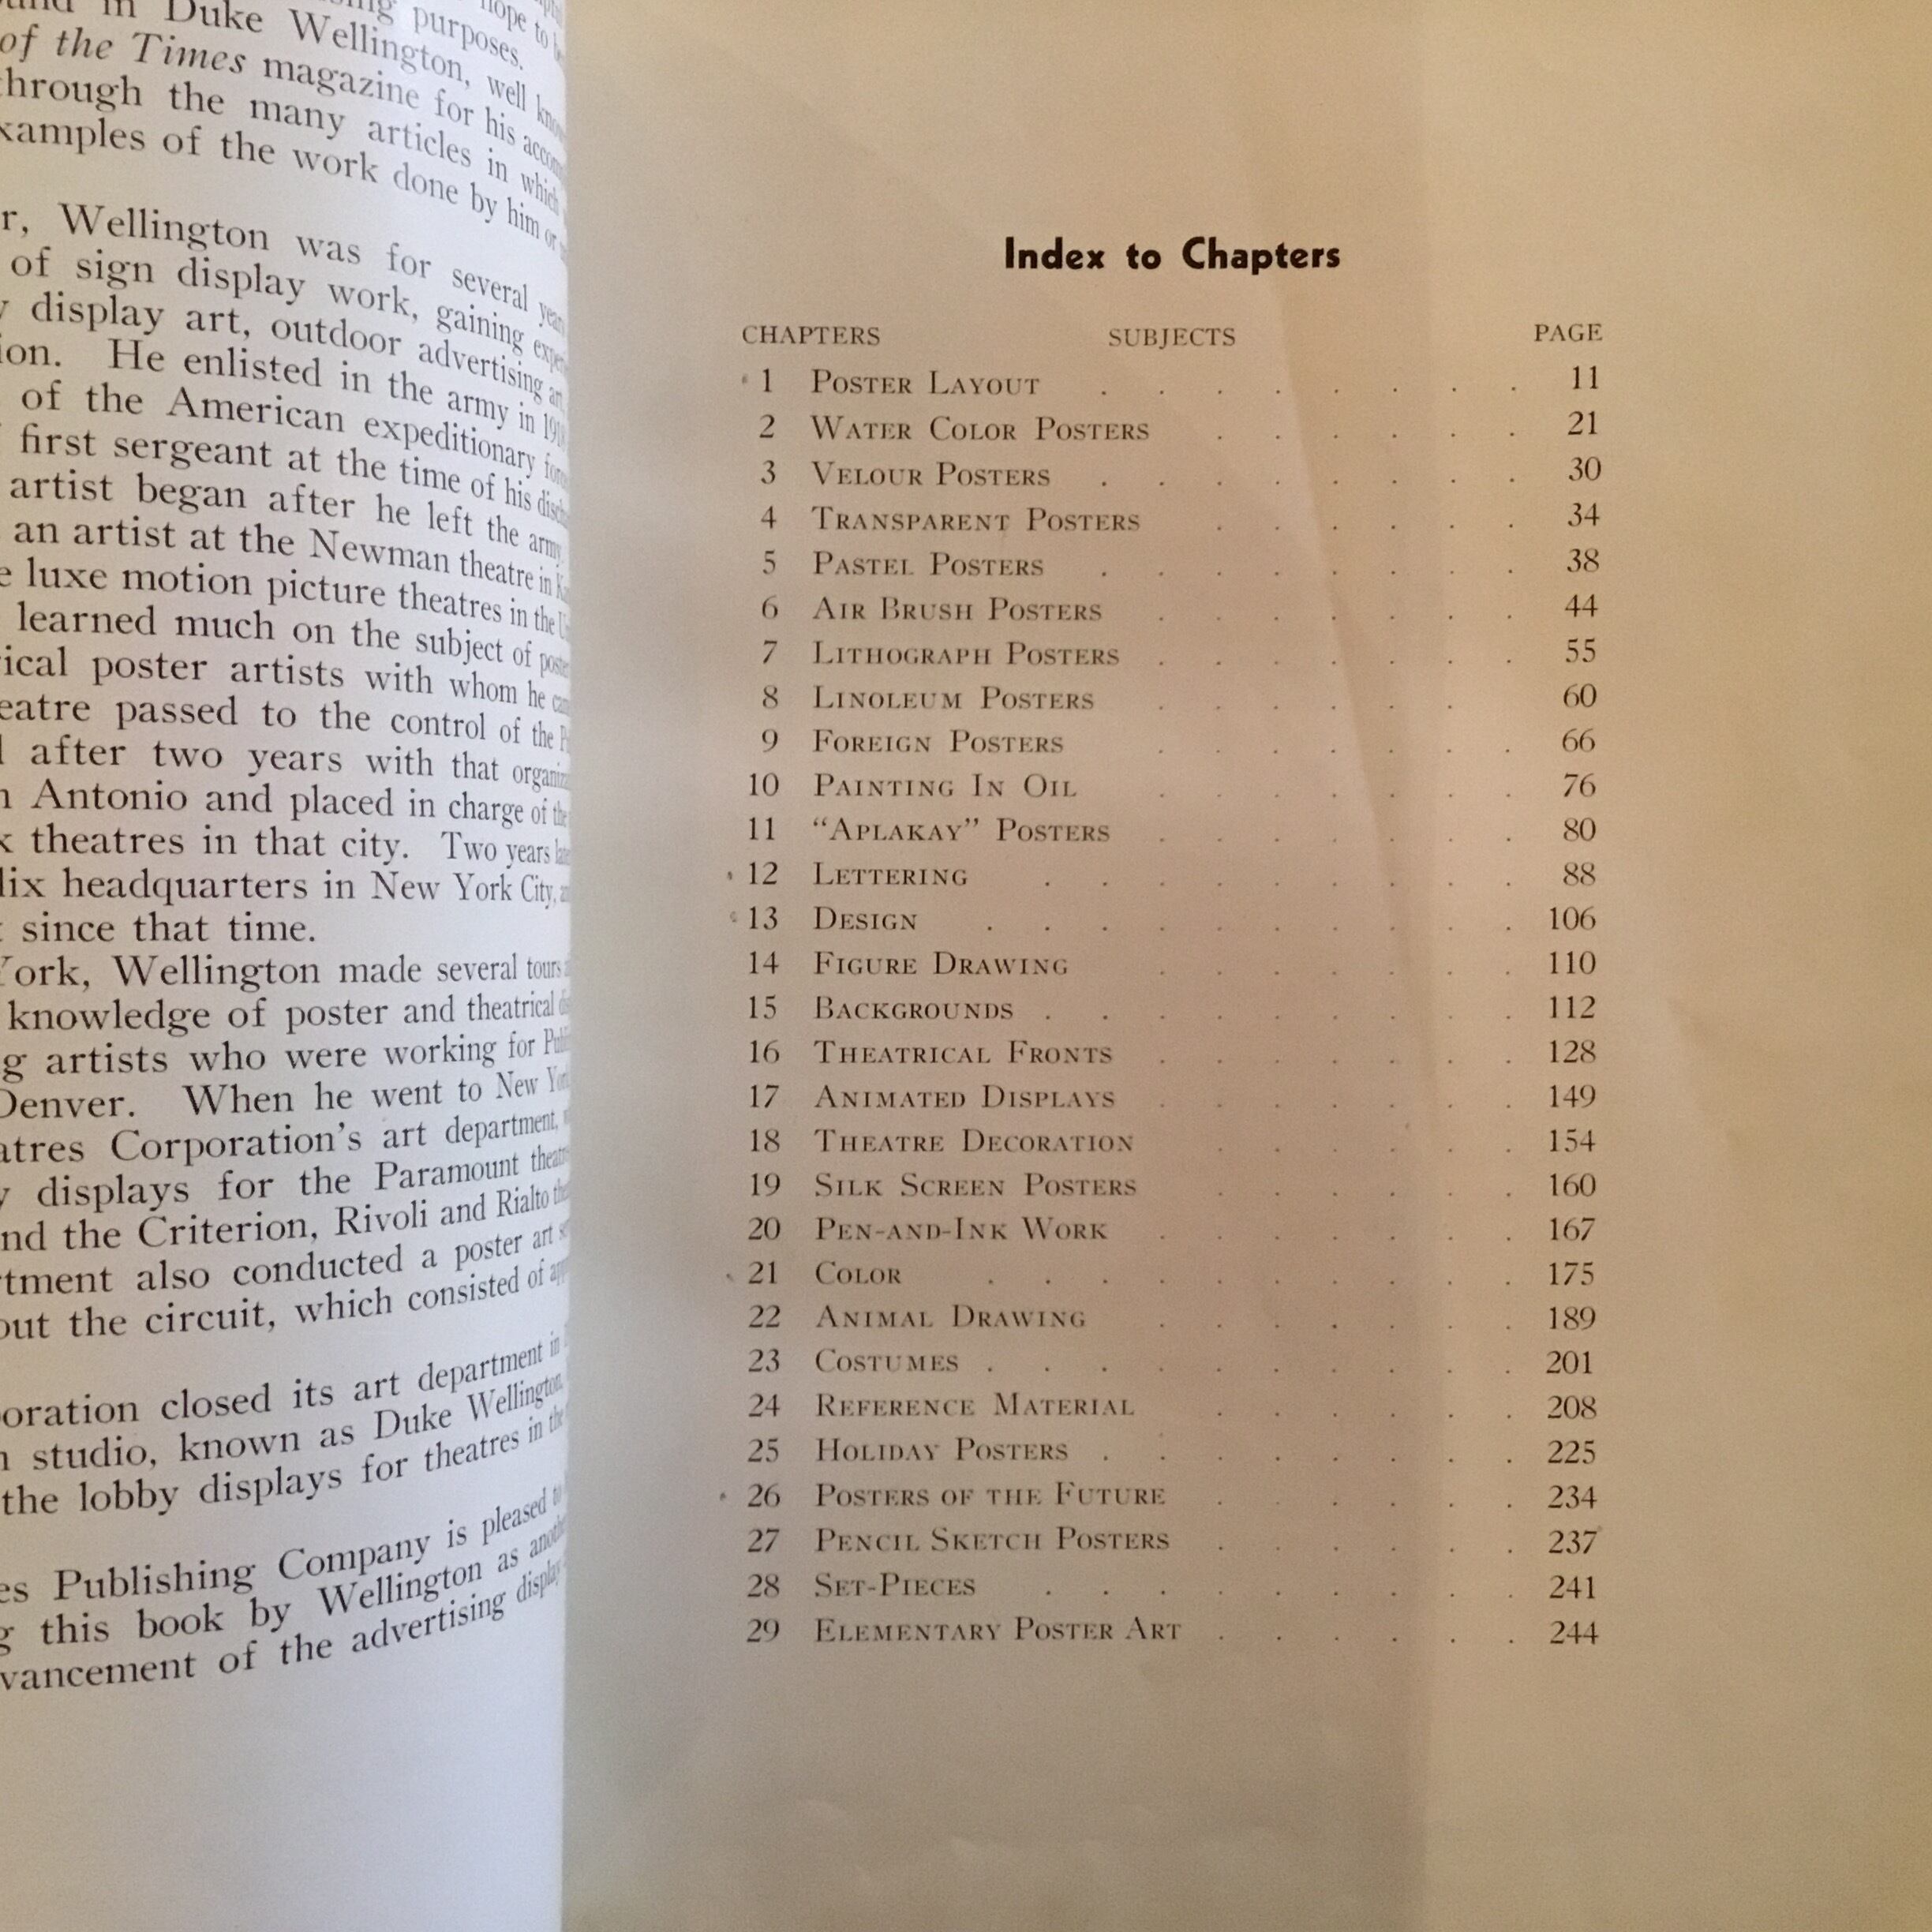 purposes.
in Duke Wellington, well
of the Times magazine for his
through the many articles in which
of the work done by him or
Wellington was for several
of sign display work, gaining
display art, outdoor advertising
He enlisted in the army in
of the American expeditionary
first sergeant at the time of his
artist began after he left the army
an artist at the Newman theatre in
luxe motion picture theatres in the
learned much on the subject of
poster artists with whom he
passed to the control of the
after two years with that
Antonio and placed in charge of the
theatres in that city. Two years
headquarters in New York City,
since that time.
York, Wellington made several tours
knowledge of poster and theatrical
artists who were working for
Denver. When he went to New
Corporation's art department,
displays for the Paramount
and the Criterion, Rivoli and Rialto
also conducted a poster art
the circuit, which consisted of
closed its art department in
studio, known as Duke Wellington
the lobby displays for theatres in the
Publishing Company is pleased
this book by Wellington as
of the advertising
Index to Chapters
CHAPTERS SUBJECTS PAGE
1 POSTER LAYOUT . . . . . . . . 11
2 WATER COLOR POSTERS . . . . . . 21
3 VELOUR POSTERS . . . . . . . . 30
4 TRANSPARENT POSTERS . . . . . . 34
5 PASTEL POSTERS . . . . . . . . 38
6 AIR BRUSH POSTERS . . . . . . . 44
7 LITHOGRAPH POSTERS . . . . . . . 55
8 LINOLEUM POSTERS . . . . . . 60
9 FOREIGN POSTERS . . . . . . . 66
10 PAINTING IN OIL . . . . . . . 76
11 "APLAKAY" POSTERS . . . . . . . 80
12 LETTERING . . . . . . . . . 88
13 DESIGN . . . . . . . . . . 106
14 FIGURE DRAWING . . . . . . . 110
15 BACKGROUNDS . . . . . . . . . 112
16 THEATRICAL FRONTS . . . . . . . 128
17 ANIMATED DISPLAYS . . . . . . . 149
18 THEATRE DECORATION . . . . . . 154
19 SILK SCREEN POSTERS . . . . . . 160
20 PEN-AND-INK WORK . . . . . . . 167
21 COLOR . . . . . . . . . . 175
22 ANIMAL DRAWING . . . . . . . 189
23 COSTUMES . . . . . . . . . . 201
24 REFERENCE MATERIAL . . . . . . 208
25 HOLIDAY POSTERS . . . . . . . . 225
26 POSTERS OF THE FUTURE . . . . . . 234
27 PENCIL SKETCH POSTERS . . . . . . 237
28 SET-PIECES . . . . . . . . . 241
29 ELEMENTARY POSTER ART . . . . . . 244